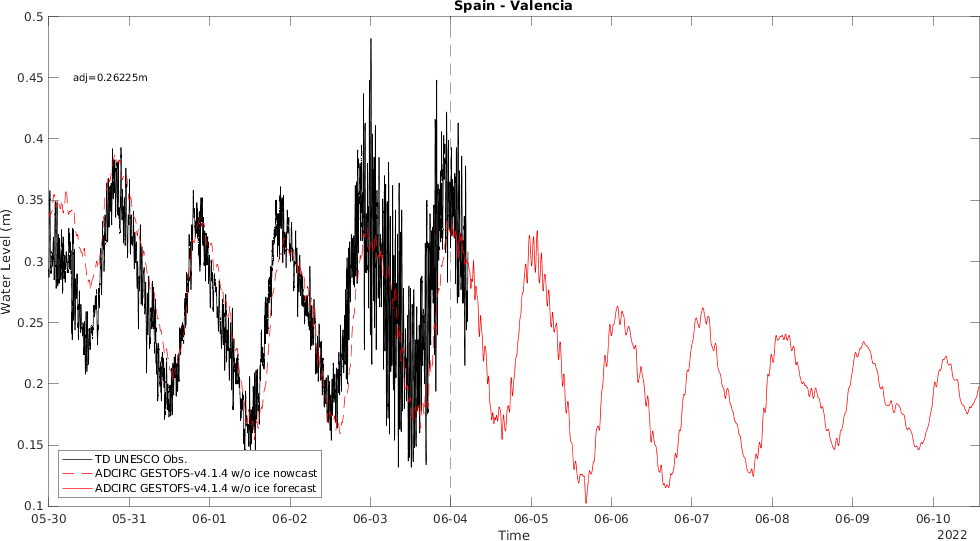 Spain - Valencia
0.5
0.45
0.4
0.35
0.3
0.25
0.2
0.15
0.1
Water Level (m)
adj=0.26225m
TD UNESCO Obs.
ADCIRC GESTOFS-v4.1.4 w/o ice nowcast
ADCIRC GESTOFS-v4.1.4 w/o ice forecast
05-30 05-31 06-01 06-02 06-03 06-04 06-05 06-06 06-07 06-08 06-09 06-10
Time
2022